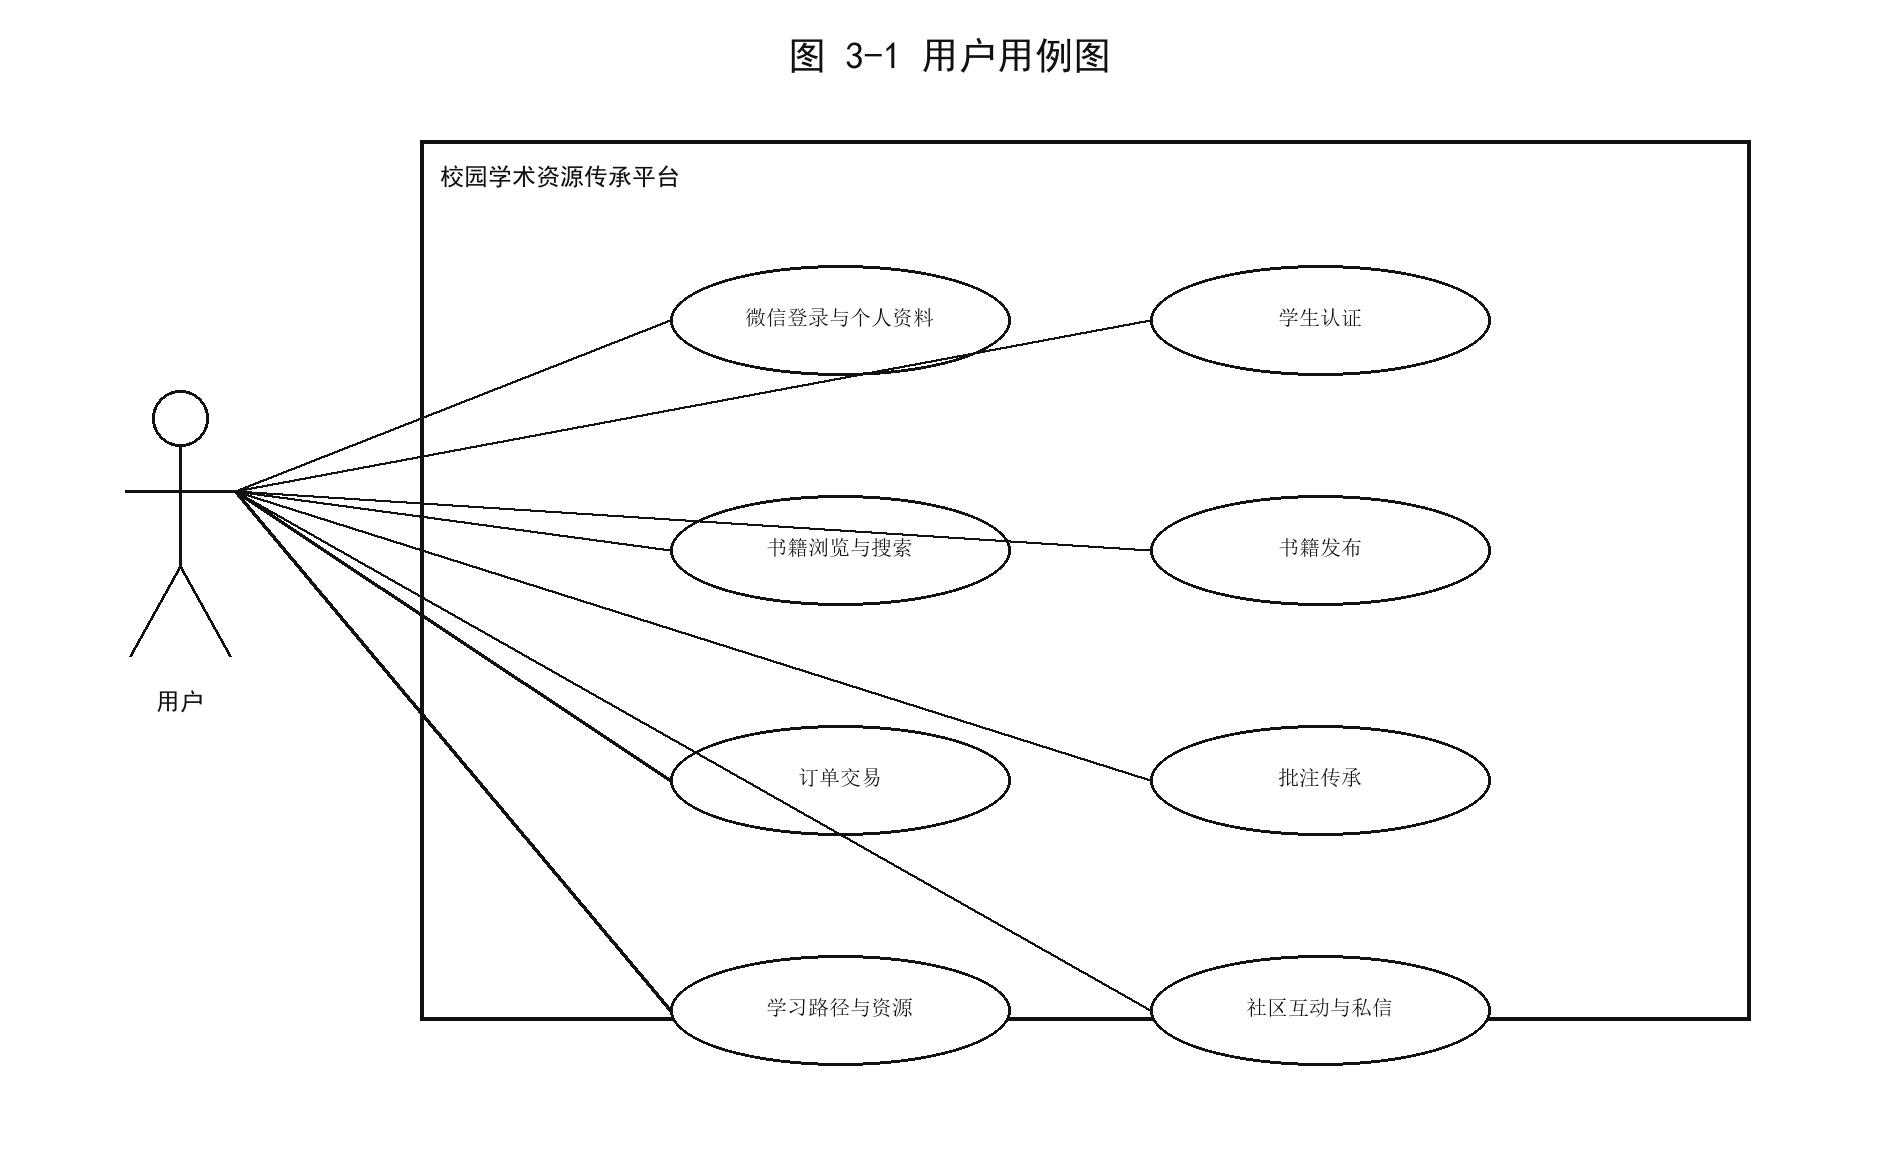 图 3-1 用户用例图
校园学术资源传承平台
微信登录与个人资料
学生认证
书籍浏览与搜索
书籍发布
用户
订单交易
批注传承
学习路径与资源
社区互动与私信